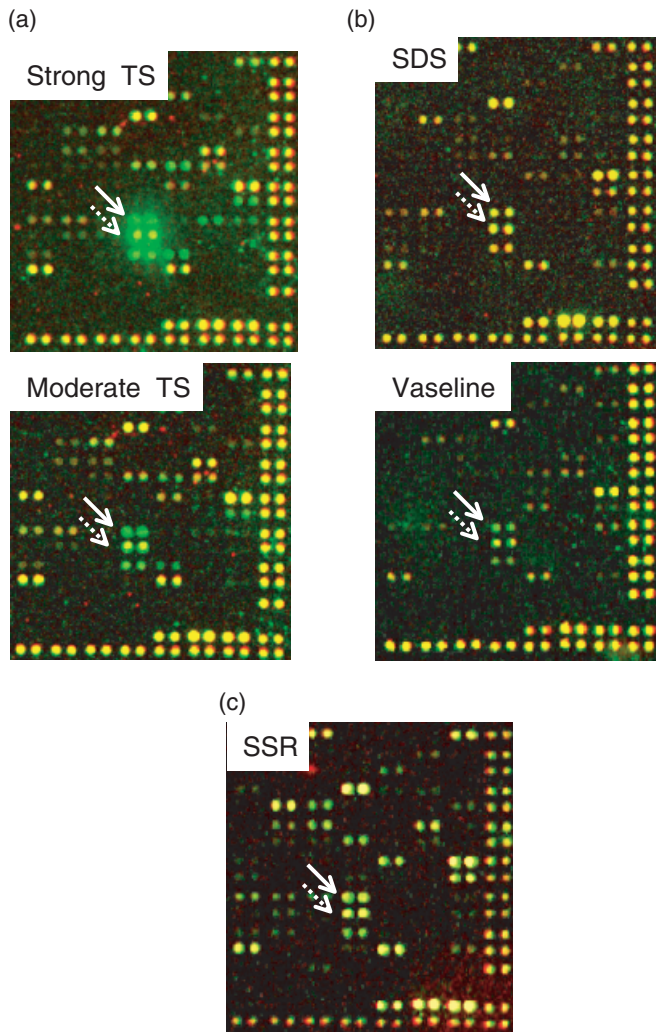 (a)
(b)
Strong TS
SDS
Moderate TS
Vaseline
(c)
SSR